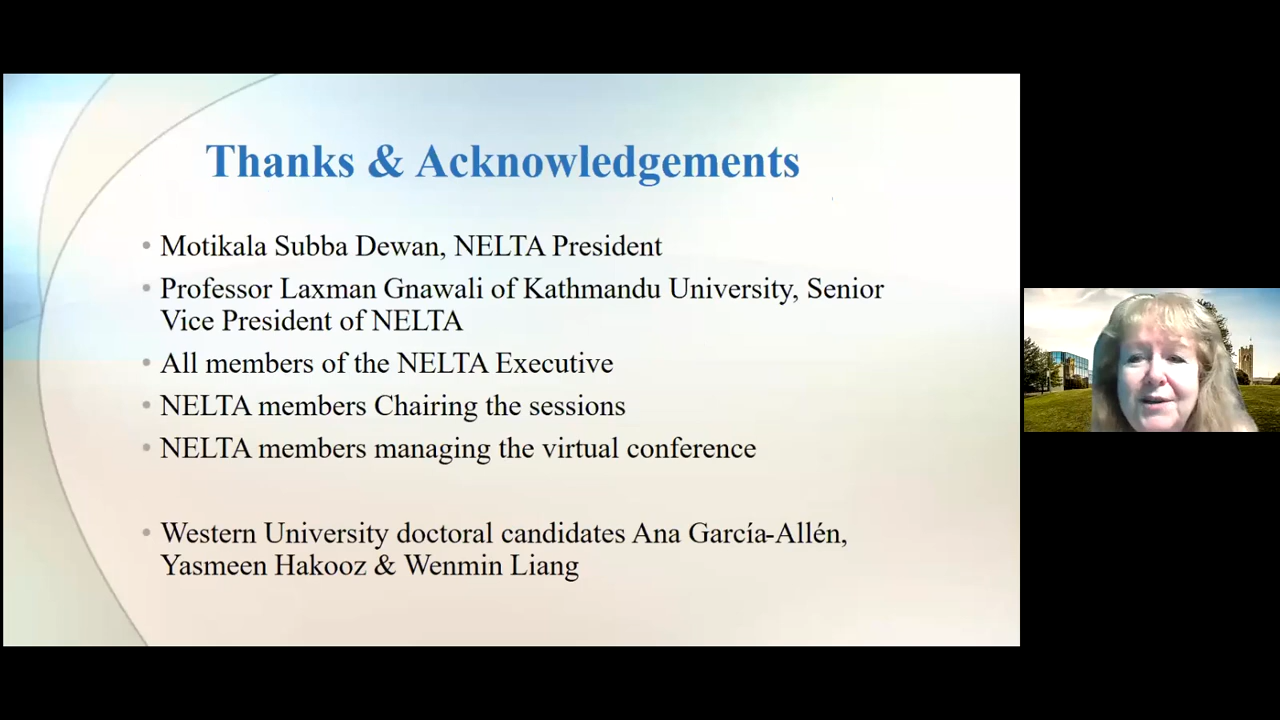 Thanks & Acknowledgements
• Motikala Subba Dewan, NELTA President
• Professor Laxman Gnawali of Kathmandu University, Senior
Vice President of NELTA
• All members of the NELTA Executive
• NELTA members Chairing the sessions
• NELTA members managing the virtual conference
• Western University doctoral candidates Ana García-Allén,
Yasmeen Hakooz & Wenmin Liang